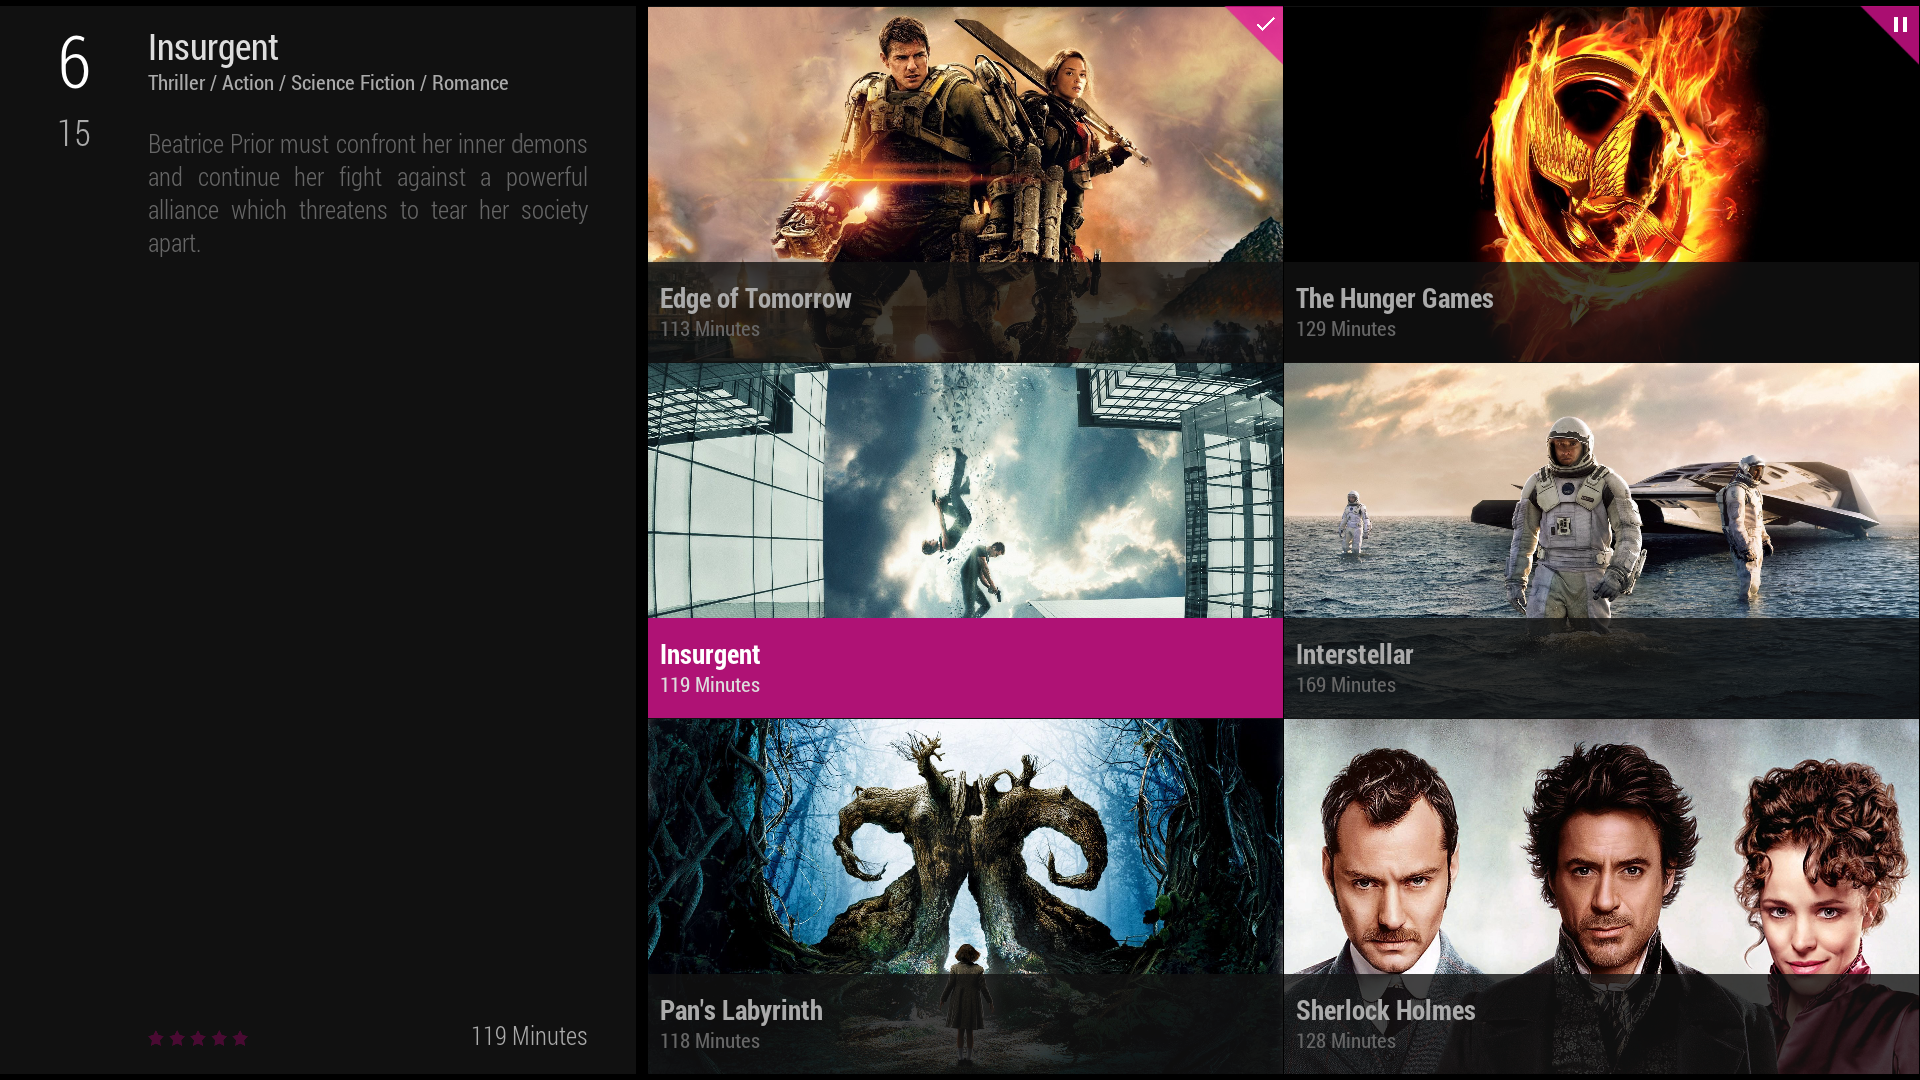 6
15
Insurgent
Thriller / Action / Science Fiction / Romance
Beatrice Prior must confront her inner demons
and continue her fight against a powerful
alliance which threatens to tear her society
apart.
119 Minutes
Edge of Tomorrow
113 Minutes
The Hunger Games
129 Minutes
Insurgent
119 Minutes
Interstellar
169 Minutes
Pan's Labyrinth
118 Minutes
Sherlock Holmes
128 Minutes